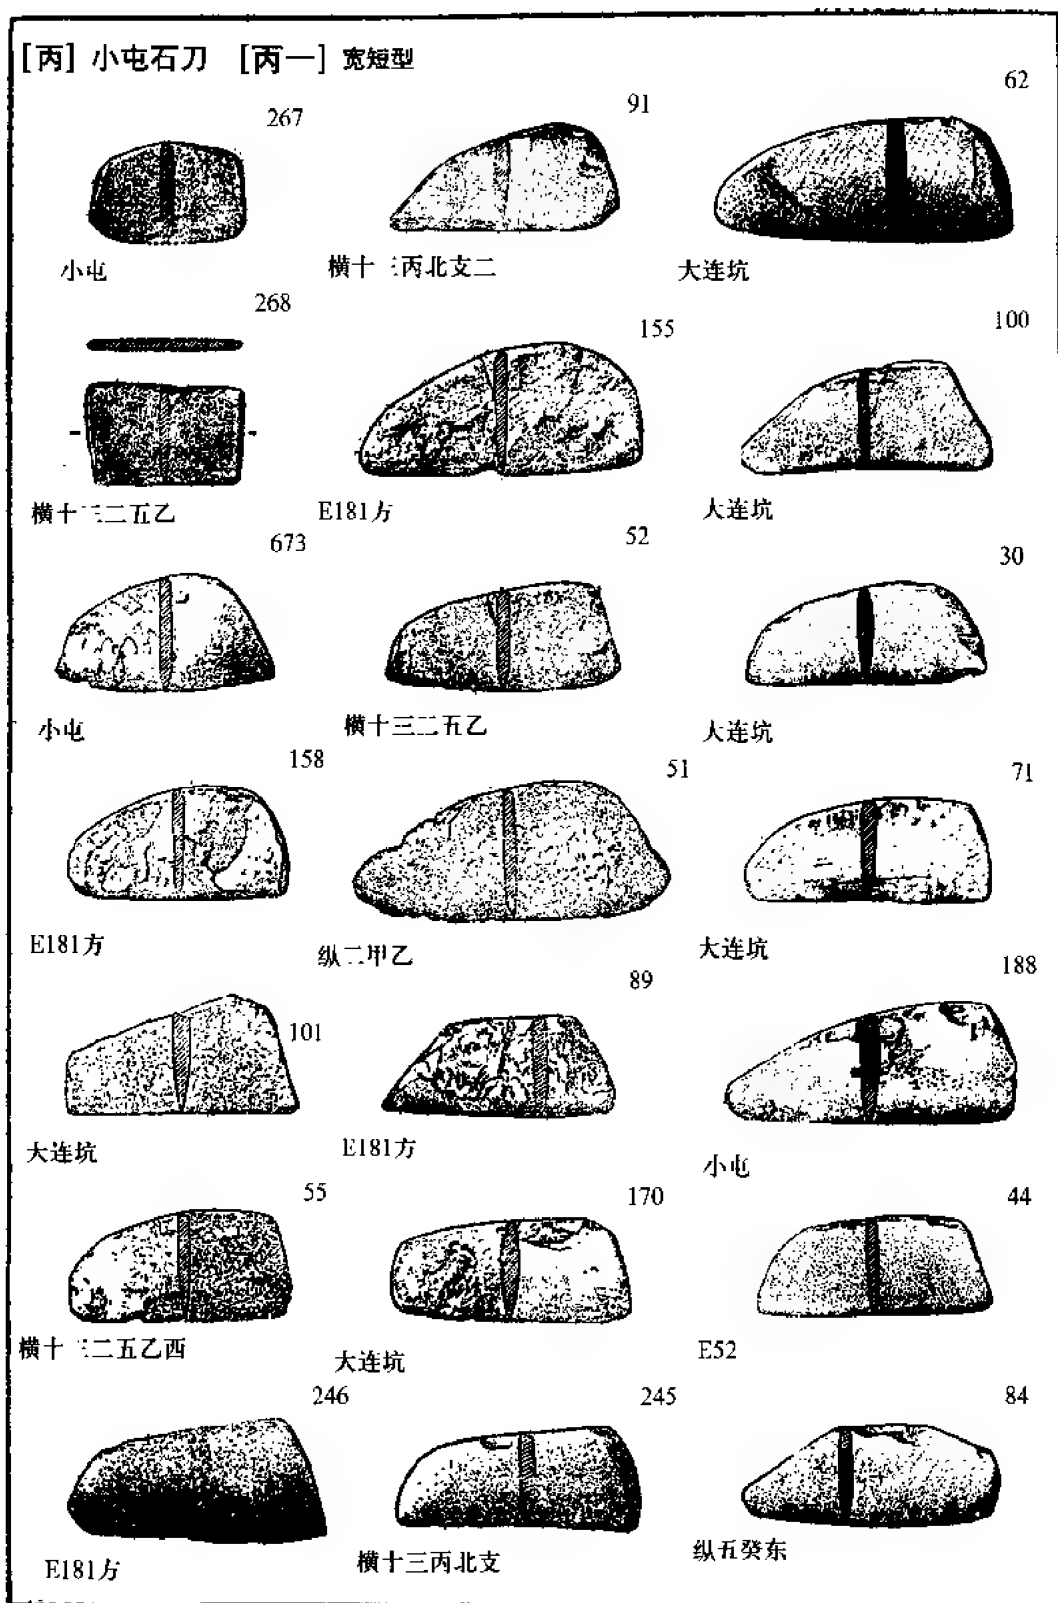 [丙] 小屯石刀 [丙一] 宽短型
267
91
62
小屯
横十三丙北支二
大连坑
268
155
100
横十三二五乙
E181方
大连坑
673
52
30
小屯
横十三二五乙
大连坑
158
51
71
E181方
纵二甲乙
大连坑
101
89
188
大连坑
E181方
小屯
55
170
44
横十三二五乙西
大连坑
E52
246
245
84
E181方
横十三丙北支
纵五癸东